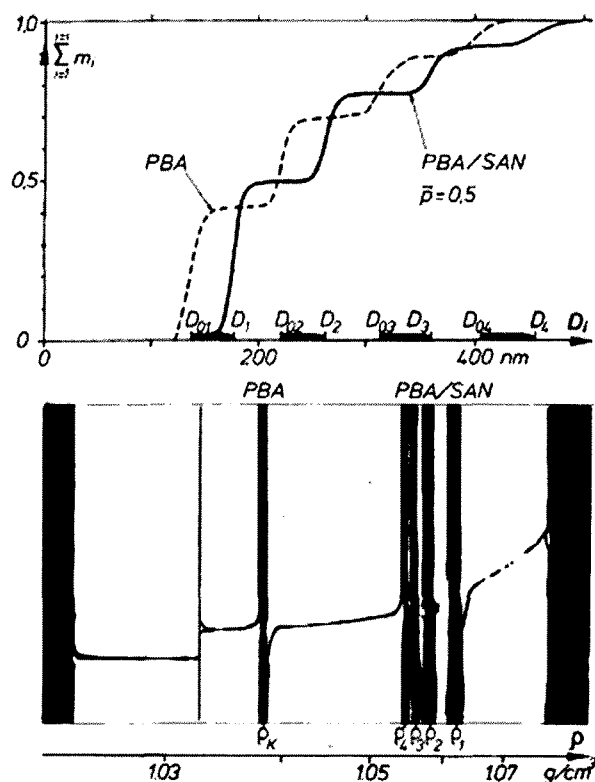 1,0
∑ mᵢ
i=i
i=1
PBA
PBA/SAN
p̄ = 0,5
0,5
D₀₁ D₁ D₀₂ D₂ D₀₃ D₃ D₀₄ D₄ Dᵢ
0
0 200 400 nm
PBA PBA/SAN
ρK ρ₄ ρ₃ ρ₂ ρ₁ ρ
1.03 1.05 1.07 g/cm³